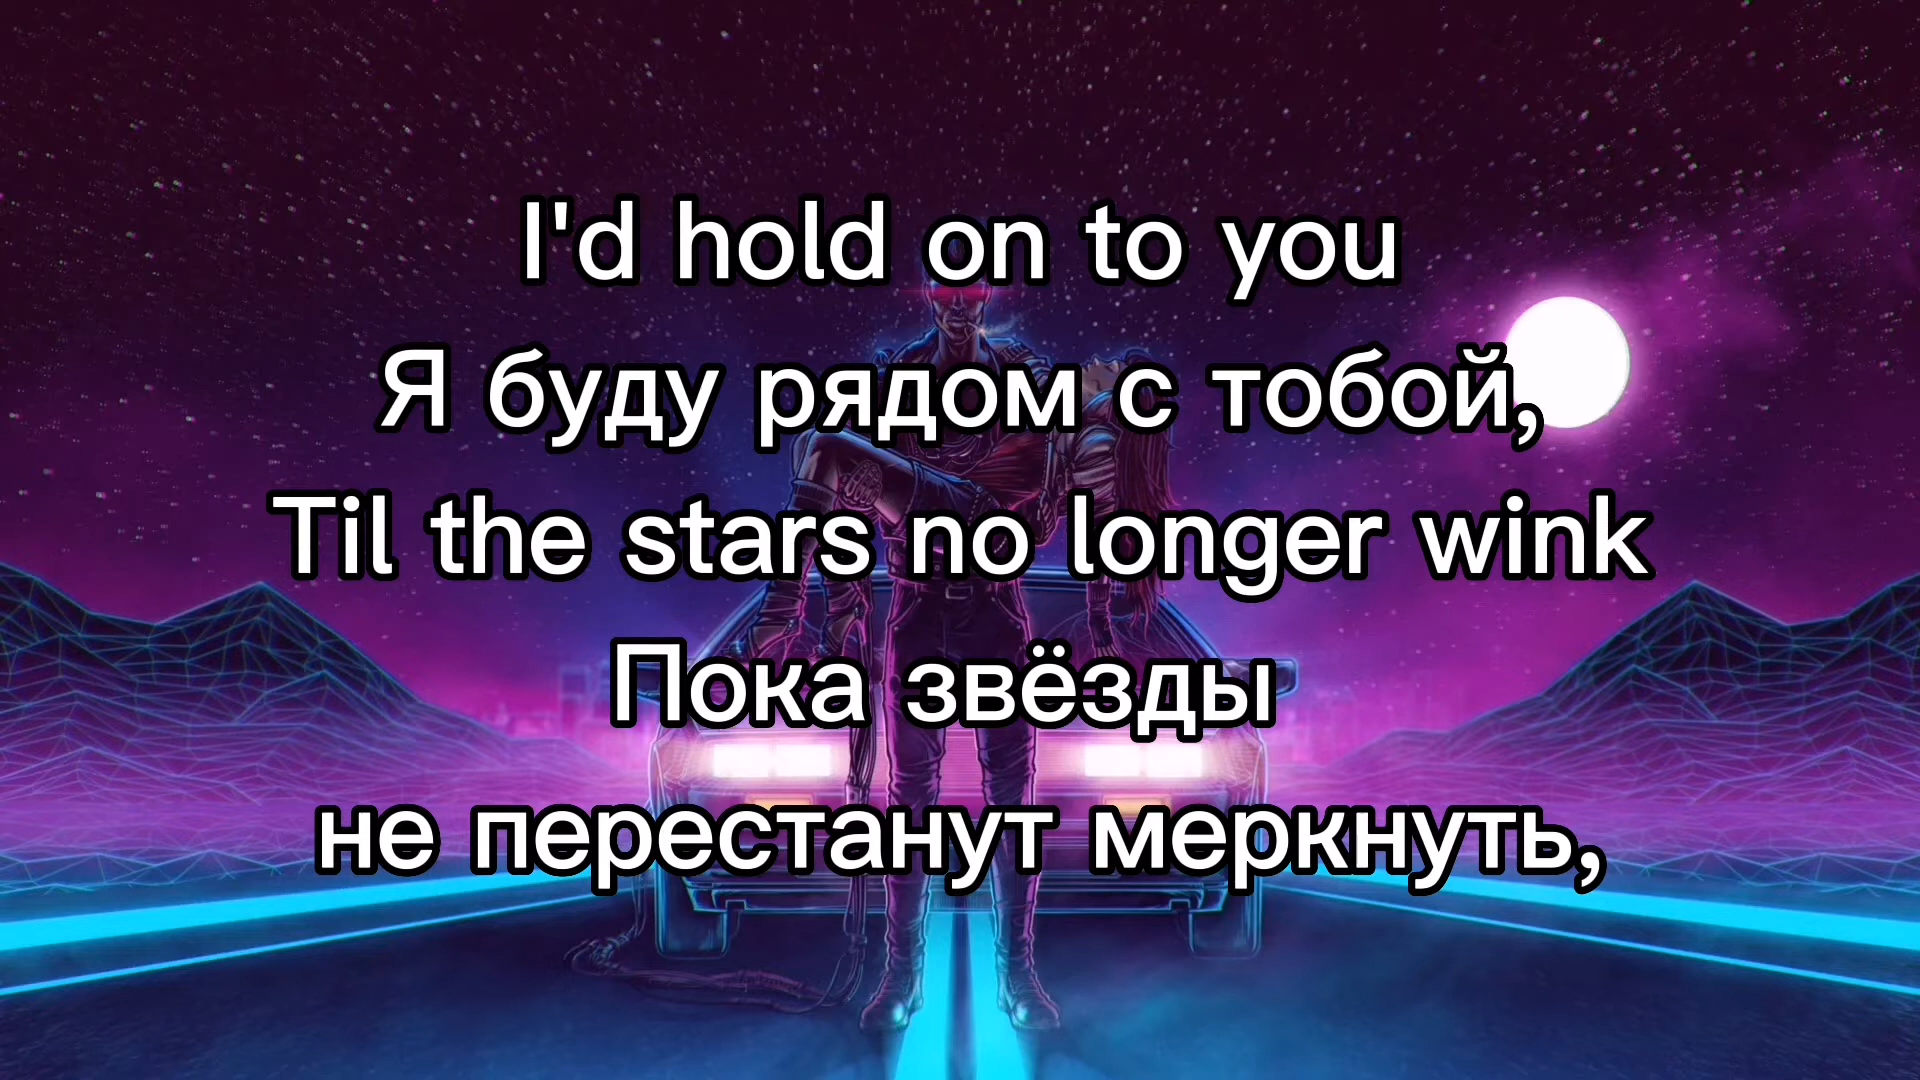 I'd hold on to you
Я буду рядом с тобой,
Til the stars no longer wink
Пока звёзды
не перестанут меркнуть,